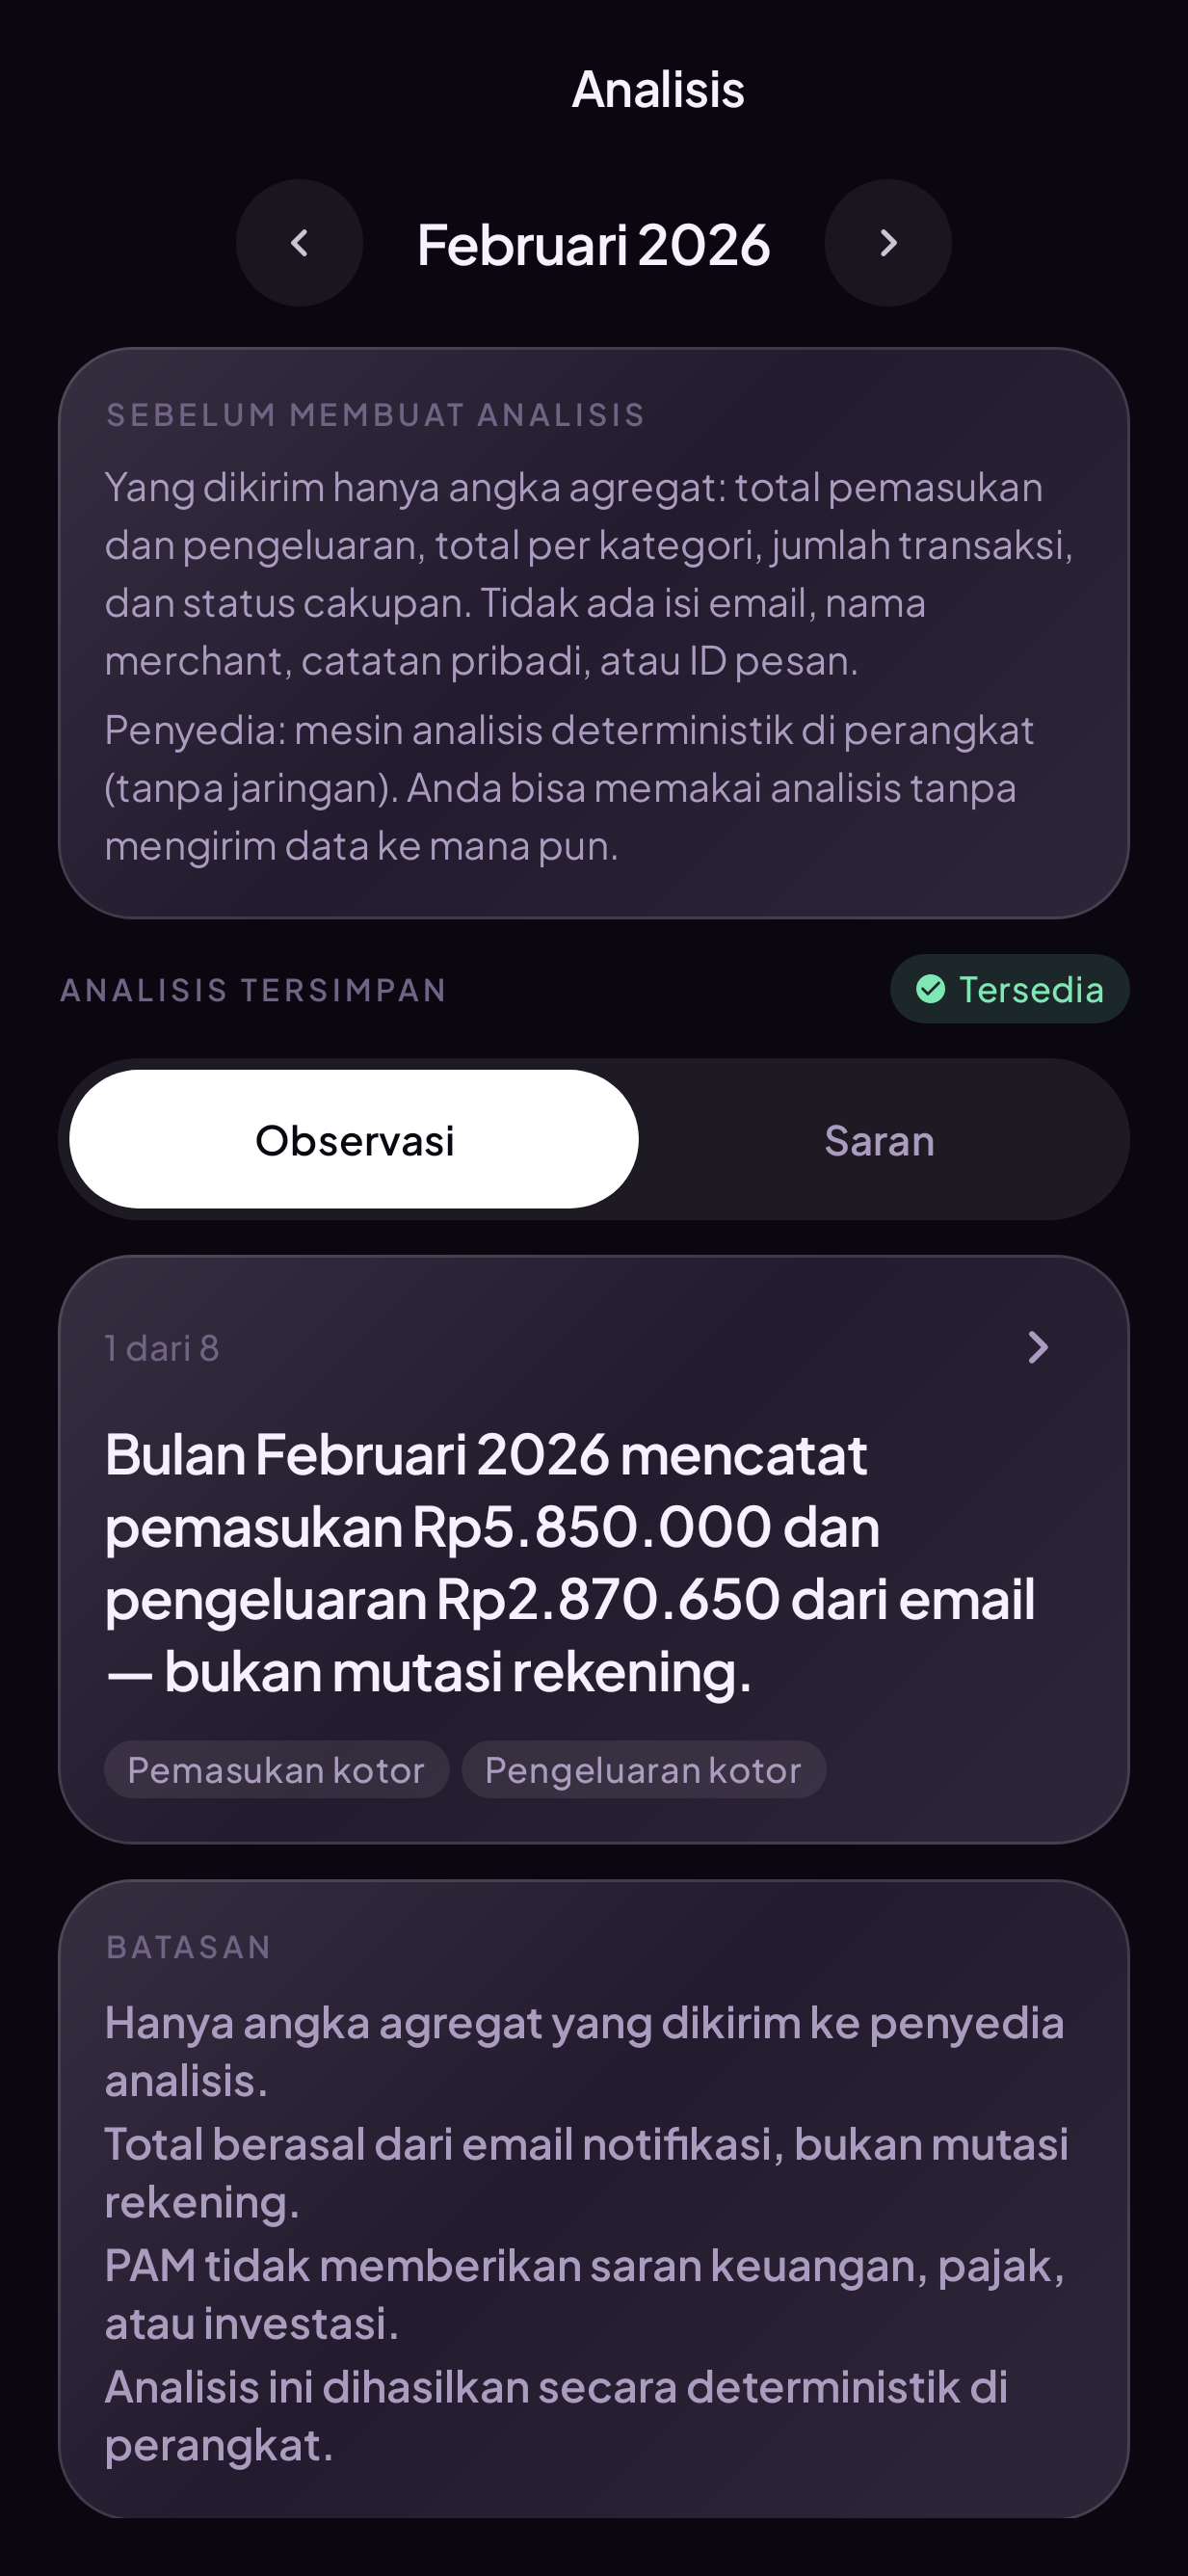 Analisis
Februari 2026
SEBELUM MEMBUAT ANALISIS
Yang dikirim hanya angka agregat: total pemasukan
dan pengeluaran, total per kategori, jumlah transaksi,
dan status cakupan. Tidak ada isi email, nama
merchant, catatan pribadi, atau ID pesan.
Penyedia: mesin analisis deterministik di perangkat
(tanpa jaringan). Anda bisa memakai analisis tanpa
mengirim data ke mana pun.
ANALISIS TERSIMPAN
Tersedia
Observasi
Saran
1 dari 8
Bulan Februari 2026 mencatat
pemasukan Rp5.850.000 dan
pengeluaran Rp2.870.650 dari email
— bukan mutasi rekening.
Pemasukan kotor
Pengeluaran kotor
BATASAN
Hanya angka agregat yang dikirim ke penyedia
analisis.
Total berasal dari email notifikasi, bukan mutasi
rekening.
PAM tidak memberikan saran keuangan, pajak,
atau investasi.
Analisis ini dihasilkan secara deterministik di
perangkat.